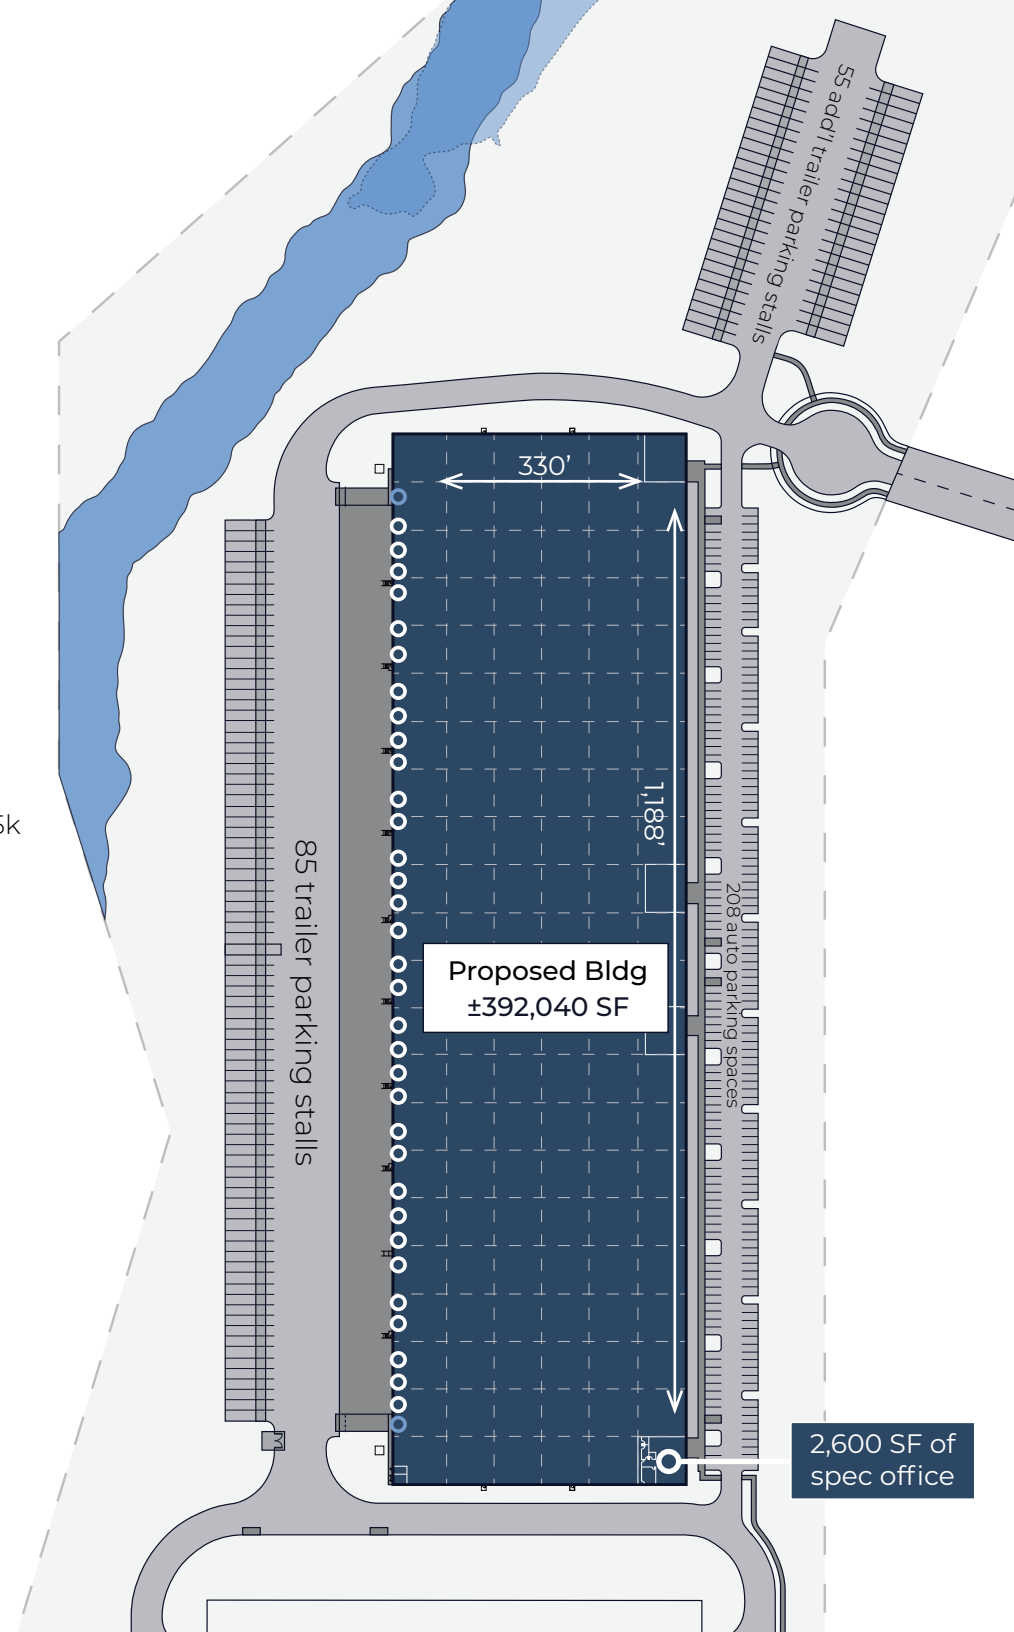 55 add'l trailer parking stalls
330’
1,188’
5k
85 trailer parking stalls
208 auto parking spaces
Proposed Bldg
±392,040 SF
2,600 SF of
spec office